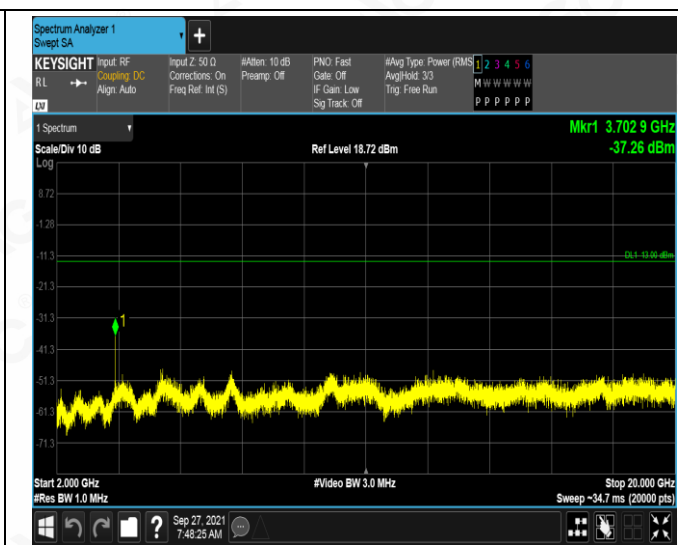 Spectrum Analyzer 1
Swept SA
+
KEYSIGHT
RL
LXI
Input: RF
Coupling: DC
Align: Auto
Input Z: 50 Ω
Corrections: On
Freq Ref: Int (S)
#Atten: 10 dB
Preamp: Off
PNO: Fast
Gate: Off
IF Gain: Low
Sig Track: Off
#Avg Type: Power (RMS
Avg|Hold: 3/3
Trig: Free Run
1 2 3 4 5 6
M W W W W W
P P P P P P
1 Spectrum
Mkr1 3.702 9 GHz
Scale/Div 10 dB
Ref Level 18.72 dBm
-37.26 dBm
Log
8.72
-1.28
-11.3
DL1 -13.00 dBm
-21.3
-31.3
1
-41.3
-51.3
-61.3
-71.3
Start 2.000 GHz
#Video BW 3.0 MHz
Stop 20.000 GHz
#Res BW 1.0 MHz
Sweep ~34.7 ms (20000 pts)
?
Sep 27, 2021
7:48:25 AM